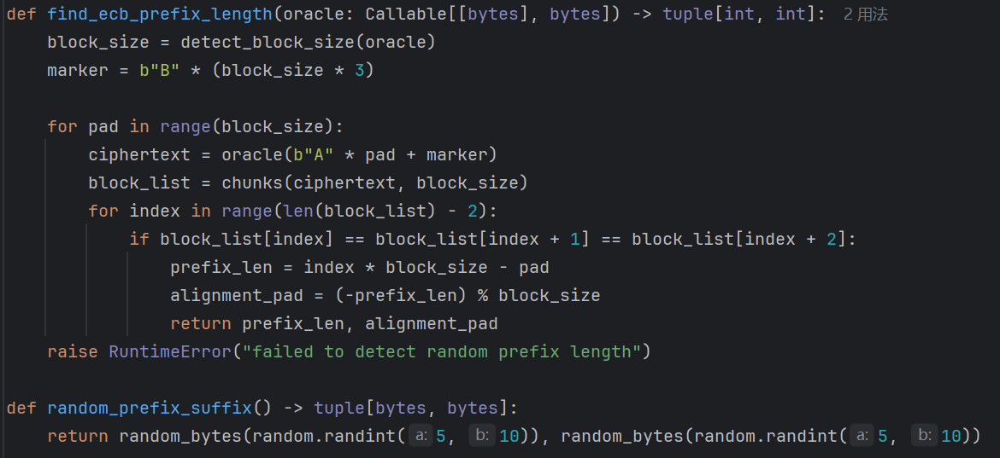 def find_ecb_prefix_length(oracle: Callable[[bytes], bytes]) -> tuple[int, int]:  2 用法
    block_size = detect_block_size(oracle)
    marker = b"B" * (block_size * 3)

    for pad in range(block_size):
        ciphertext = oracle(b"A" * pad + marker)
        block_list = chunks(ciphertext, block_size)
        for index in range(len(block_list) - 2):
            if block_list[index] == block_list[index + 1] == block_list[index + 2]:
                prefix_len = index * block_size - pad
                alignment_pad = (-prefix_len) % block_size
                return prefix_len, alignment_pad
    raise RuntimeError("failed to detect random prefix length")

def random_prefix_suffix() -> tuple[bytes, bytes]:
    return random_bytes(random.randint( a: 5,  b: 10)), random_bytes(random.randint( a: 5,  b: 10))